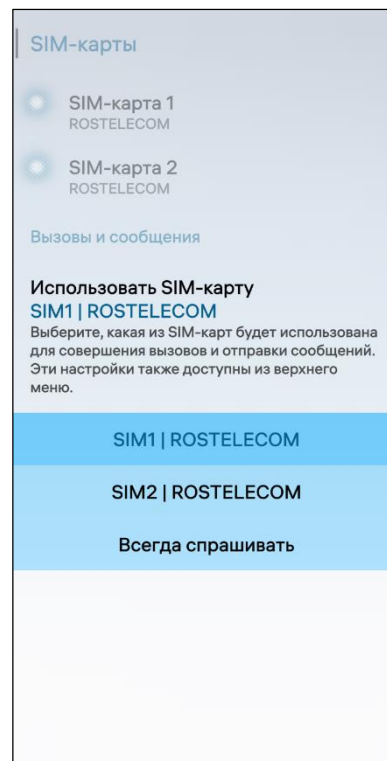 SIM-карты
SIM-карта 1
ROSTELECOM
SIM-карта 2
ROSTELECOM
Вызовы и сообщения
Использовать SIM-карту
SIM1 | ROSTELECOM
Выберите, какая из SIM-карт будет использована
для совершения вызовов и отправки сообщений.
Эти настройки также доступны из верхнего
меню.
SIM1 | ROSTELECOM
SIM2 | ROSTELECOM
Всегда спрашивать